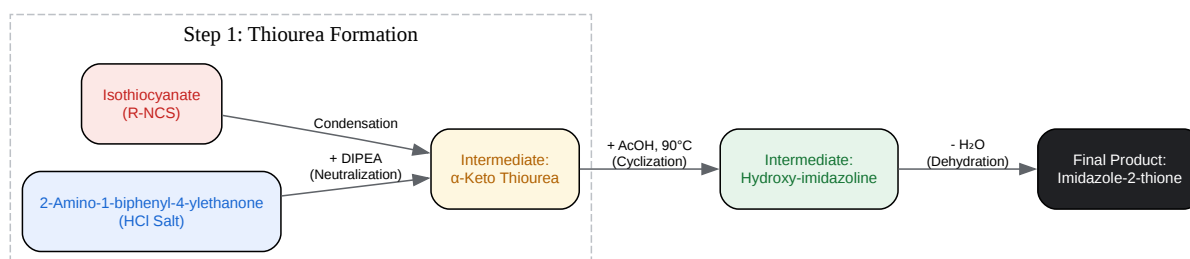 Step 1: Thiourea Formation
Isothiocyanate
(R-NCS)
Condensation
+ DIPEA
(Neutralization)
2-Amino-1-biphenyl-4-ylethanone
(HCl Salt)
Intermediate:
α-Keto Thiourea
+ AcOH, 90°C
(Cyclization)
Intermediate:
Hydroxy-imidazoline
- H₂O
(Dehydration)
Final Product:
Imidazole-2-thione